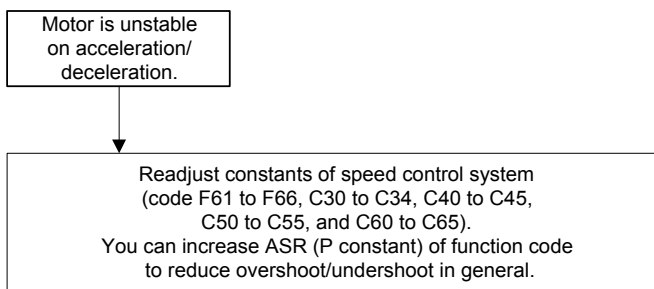 Motor is unstable
on acceleration/
deceleration.
Readjust constants of speed control system
(code F61 to F66, C30 to C34, C40 to C45,
C50 to C55, and C60 to C65).
You can increase ASR (P constant) of function code
to reduce overshoot/undershoot in general.